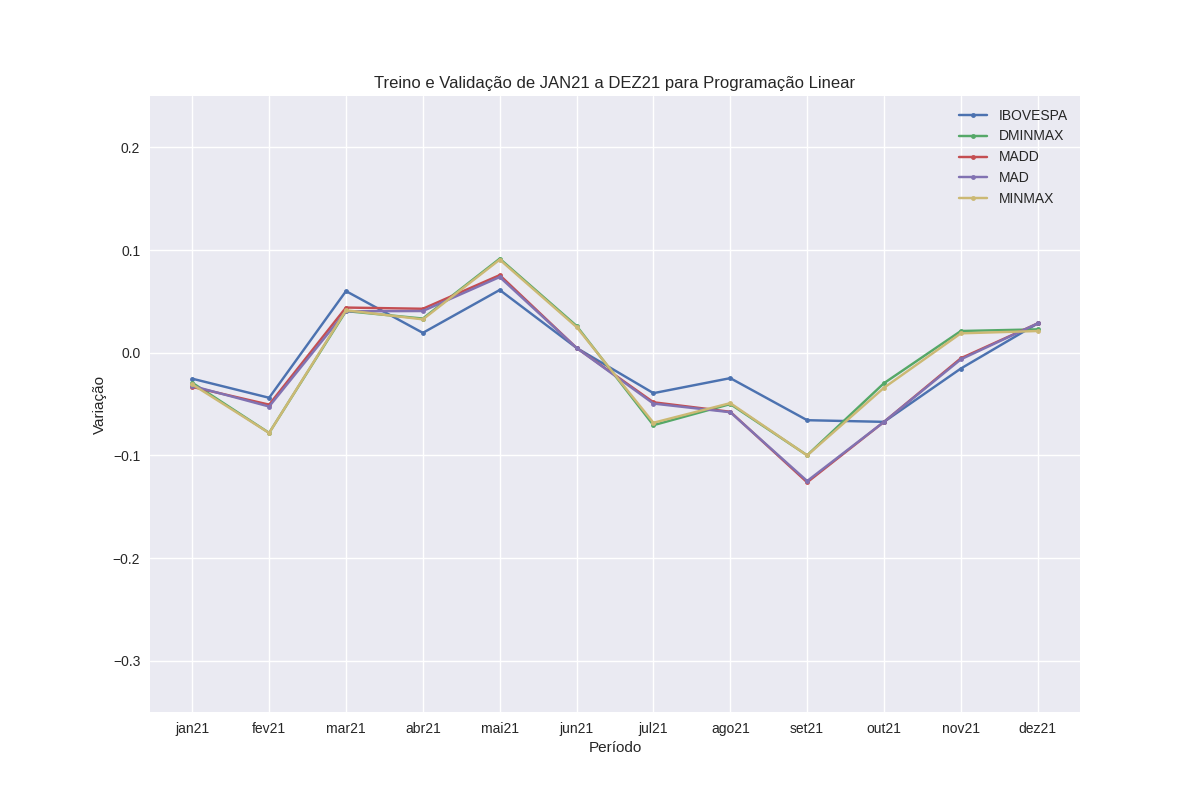 Treino e Validação de JAN21 a DEZ21 para Programação Linear
IBOVESPA
DMINMAX
MADD
MAD
MINMAX
0.2
0.1
0.0
−0.1
−0.2
−0.3
Variação
jan21 fev21 mar21 abr21 mai21 jun21 jul21 ago21 set21 out21 nov21 dez21
Período